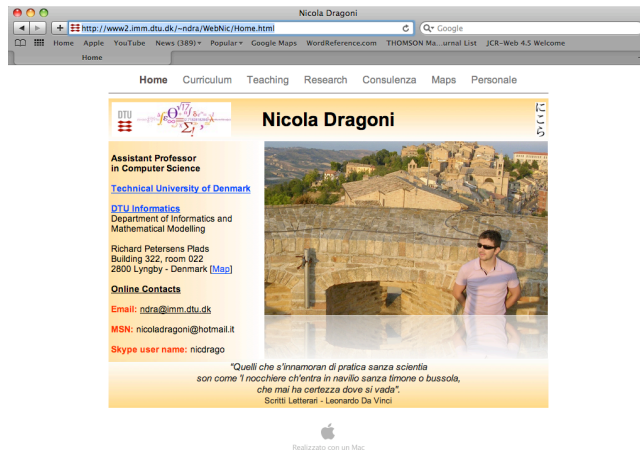 Nicola Dragoni
http://www2.imm.dtu.dk/~ndra/WebNic/Home.html
Google
Home Apple YouTube News (389) Popular Google Maps WordReference.com THOMSON Ma...urnal List JCR-Web 4.5 Welcome
Home
Home Curriculum Teaching Research Consulenza Maps Personale
DTU
Nicola Dragoni
にこら
Assistant Professor
in Computer Science
Technical University of Denmark
DTU Informatics
Department of Informatics and
Mathematical Modelling
Richard Petersens Plads
Building 322, room 022
2800 Lyngby - Denmark [Map]
Online Contacts
Email: ndra@imm.dtu.dk
MSN: nicoladragoni@hotmail.it
Skype user name: nicdrago
"Quelli che s'innamoran di pratica sanza scientia
son come 'l nocchiere ch'entra in navilio sanza timone o bussola,
che mai ha certezza dove si vada".
Scritti Letterari - Leonardo Da Vinci
Realizzato con un Mac